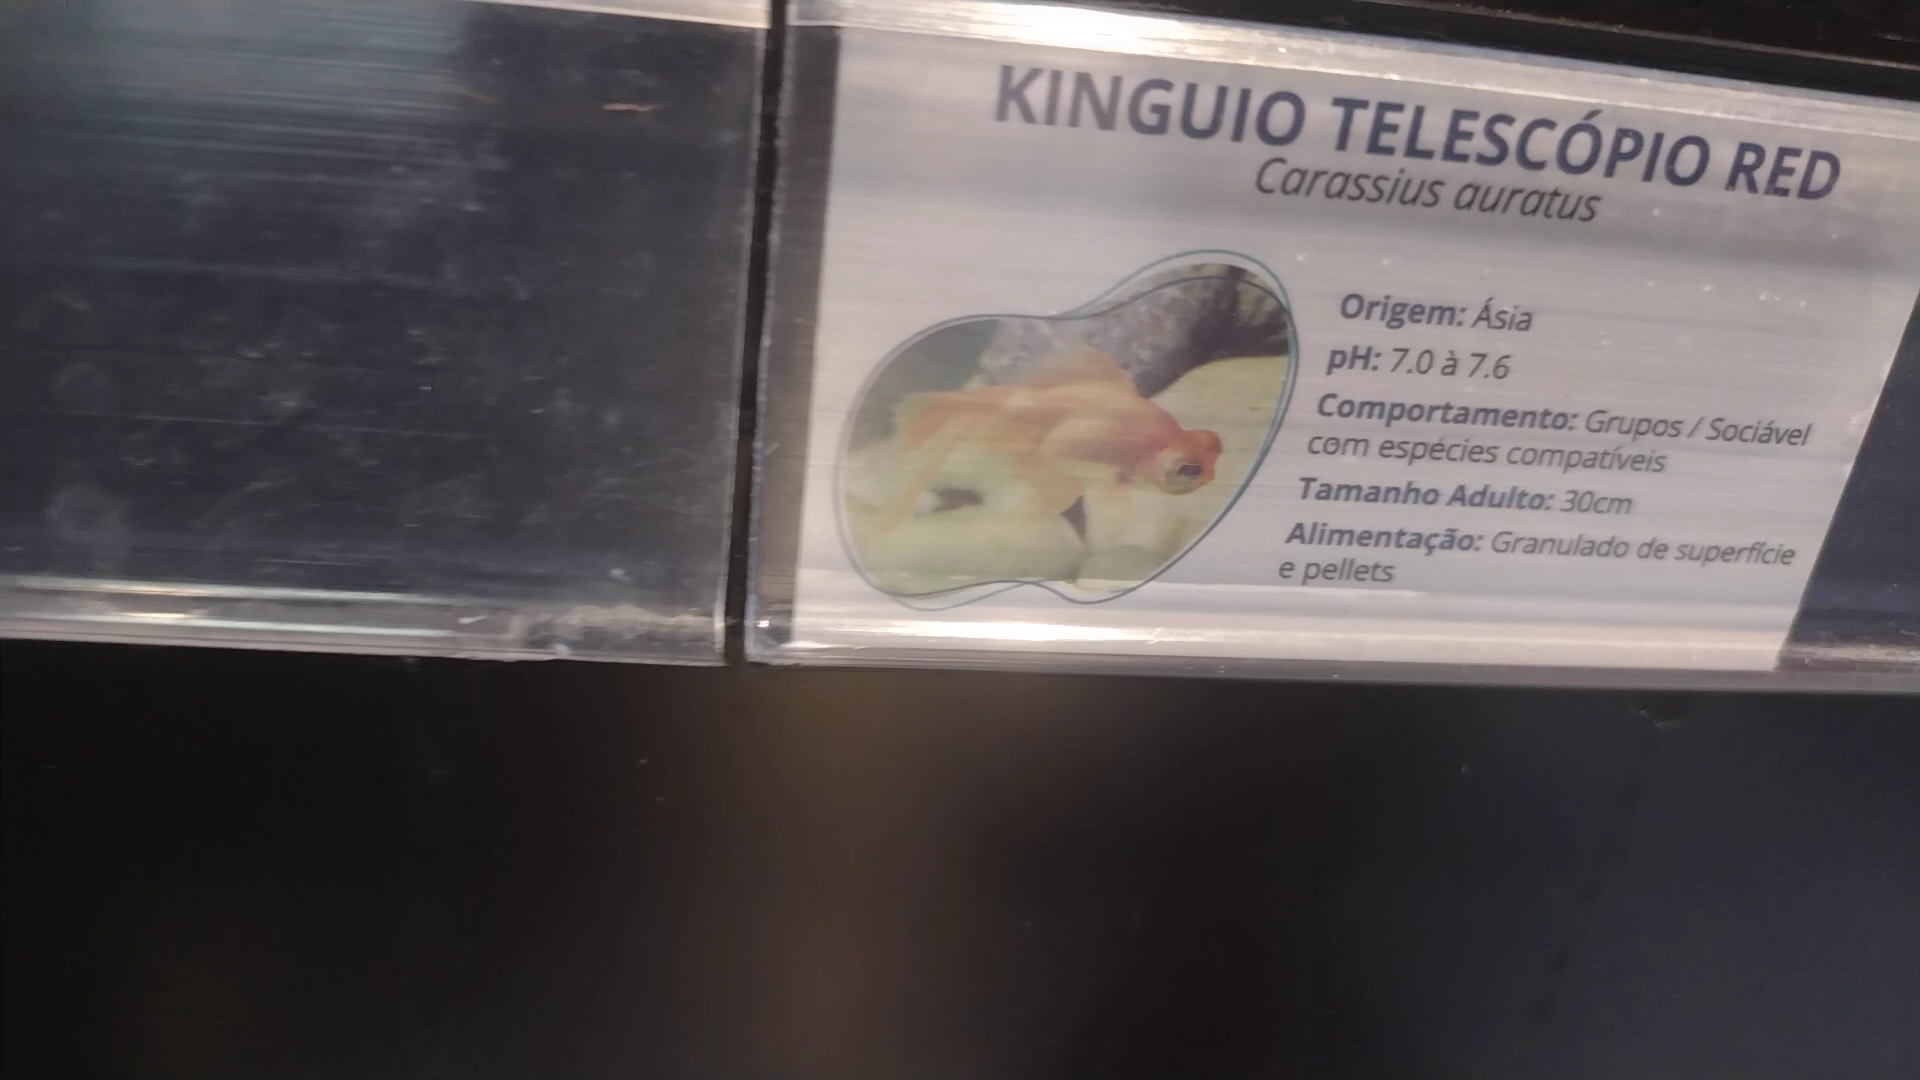 KINGUIO TELESCÓPIO RED
Carassius auratus
Origem: Ásia
pH: 7.0 à 7.6
Comportamento: Grupos / Sociável
com espécies compatíveis
Tamanho Adulto: 30cm
Alimentação: Granulado de superfície
e pellets